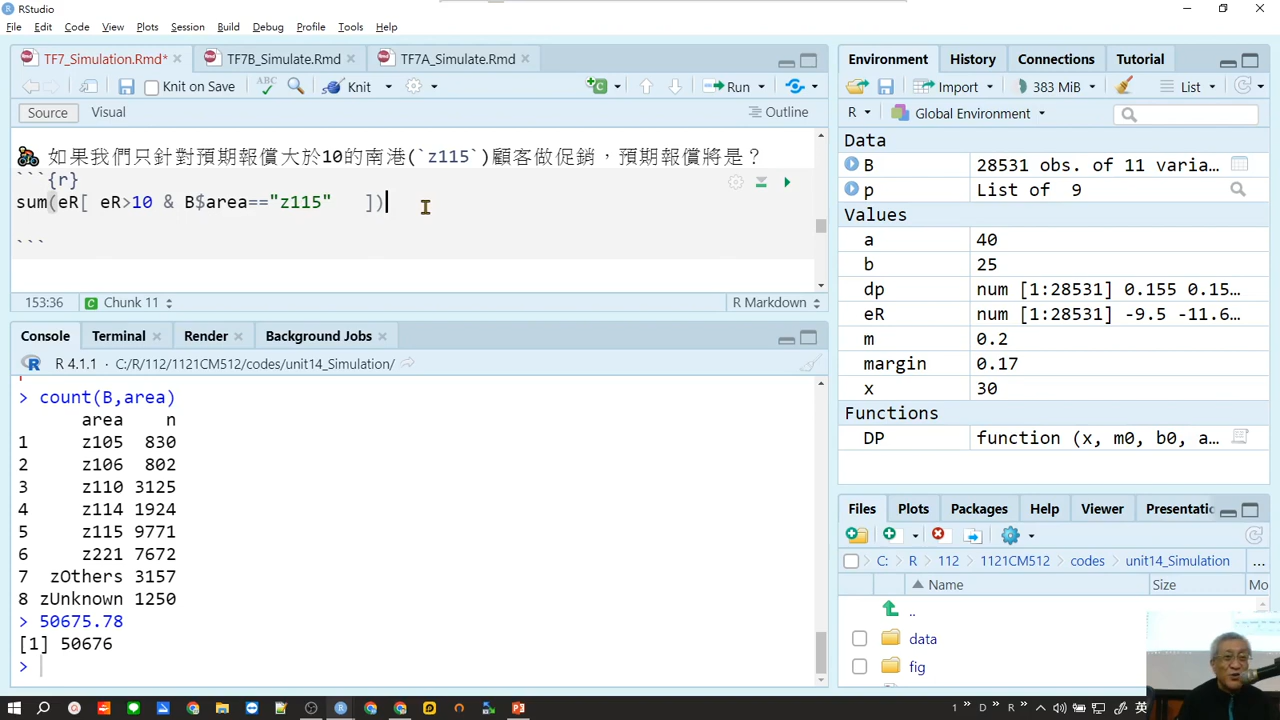 RStudio
File Edit Code View Plots Session Build Debug Profile Tools Help
TF7_Simulation.Rmd* TF7B_Simulate.Rmd TF7A_Simulate.Rmd
Knit on Save ABC Knit Run
Source Visual Outline
如果我們只針對預期報償大於10的南港(`z115`)顧客做促銷，預期報償將是？
```{r}
sum(eR[ eR>10 & B$area=="z115" ])
```
153:36 Chunk 11 R Markdown
Console Terminal Render Background Jobs
R 4.1.1 · C:/R/112/1121CM512/codes/unit14_Simulation/
> count(B,area)
area n
1 z105 830
2 z106 802
3 z110 3125
4 z114 1924
5 z115 9771
6 z221 7672
7 zOthers 3157
8 zUnknown 1250
> 50675.78
[1] 50676
>
Environment History Connections Tutorial
Import 383 MiB List
R Global Environment
Data
B 28531 obs. of 11 varia…
p List of 9
Values
a 40
b 25
dp num [1:28531] 0.155 0.15…
eR num [1:28531] -9.5 -11.6…
m 0.2
margin 0.17
x 30
Functions
DP function (x, m0, b0, a…
Files Plots Packages Help Viewer Presentatio
C: R 112 1121CM512 codes unit14_Simulation ...
Name Size Mo
..
data
fig
英